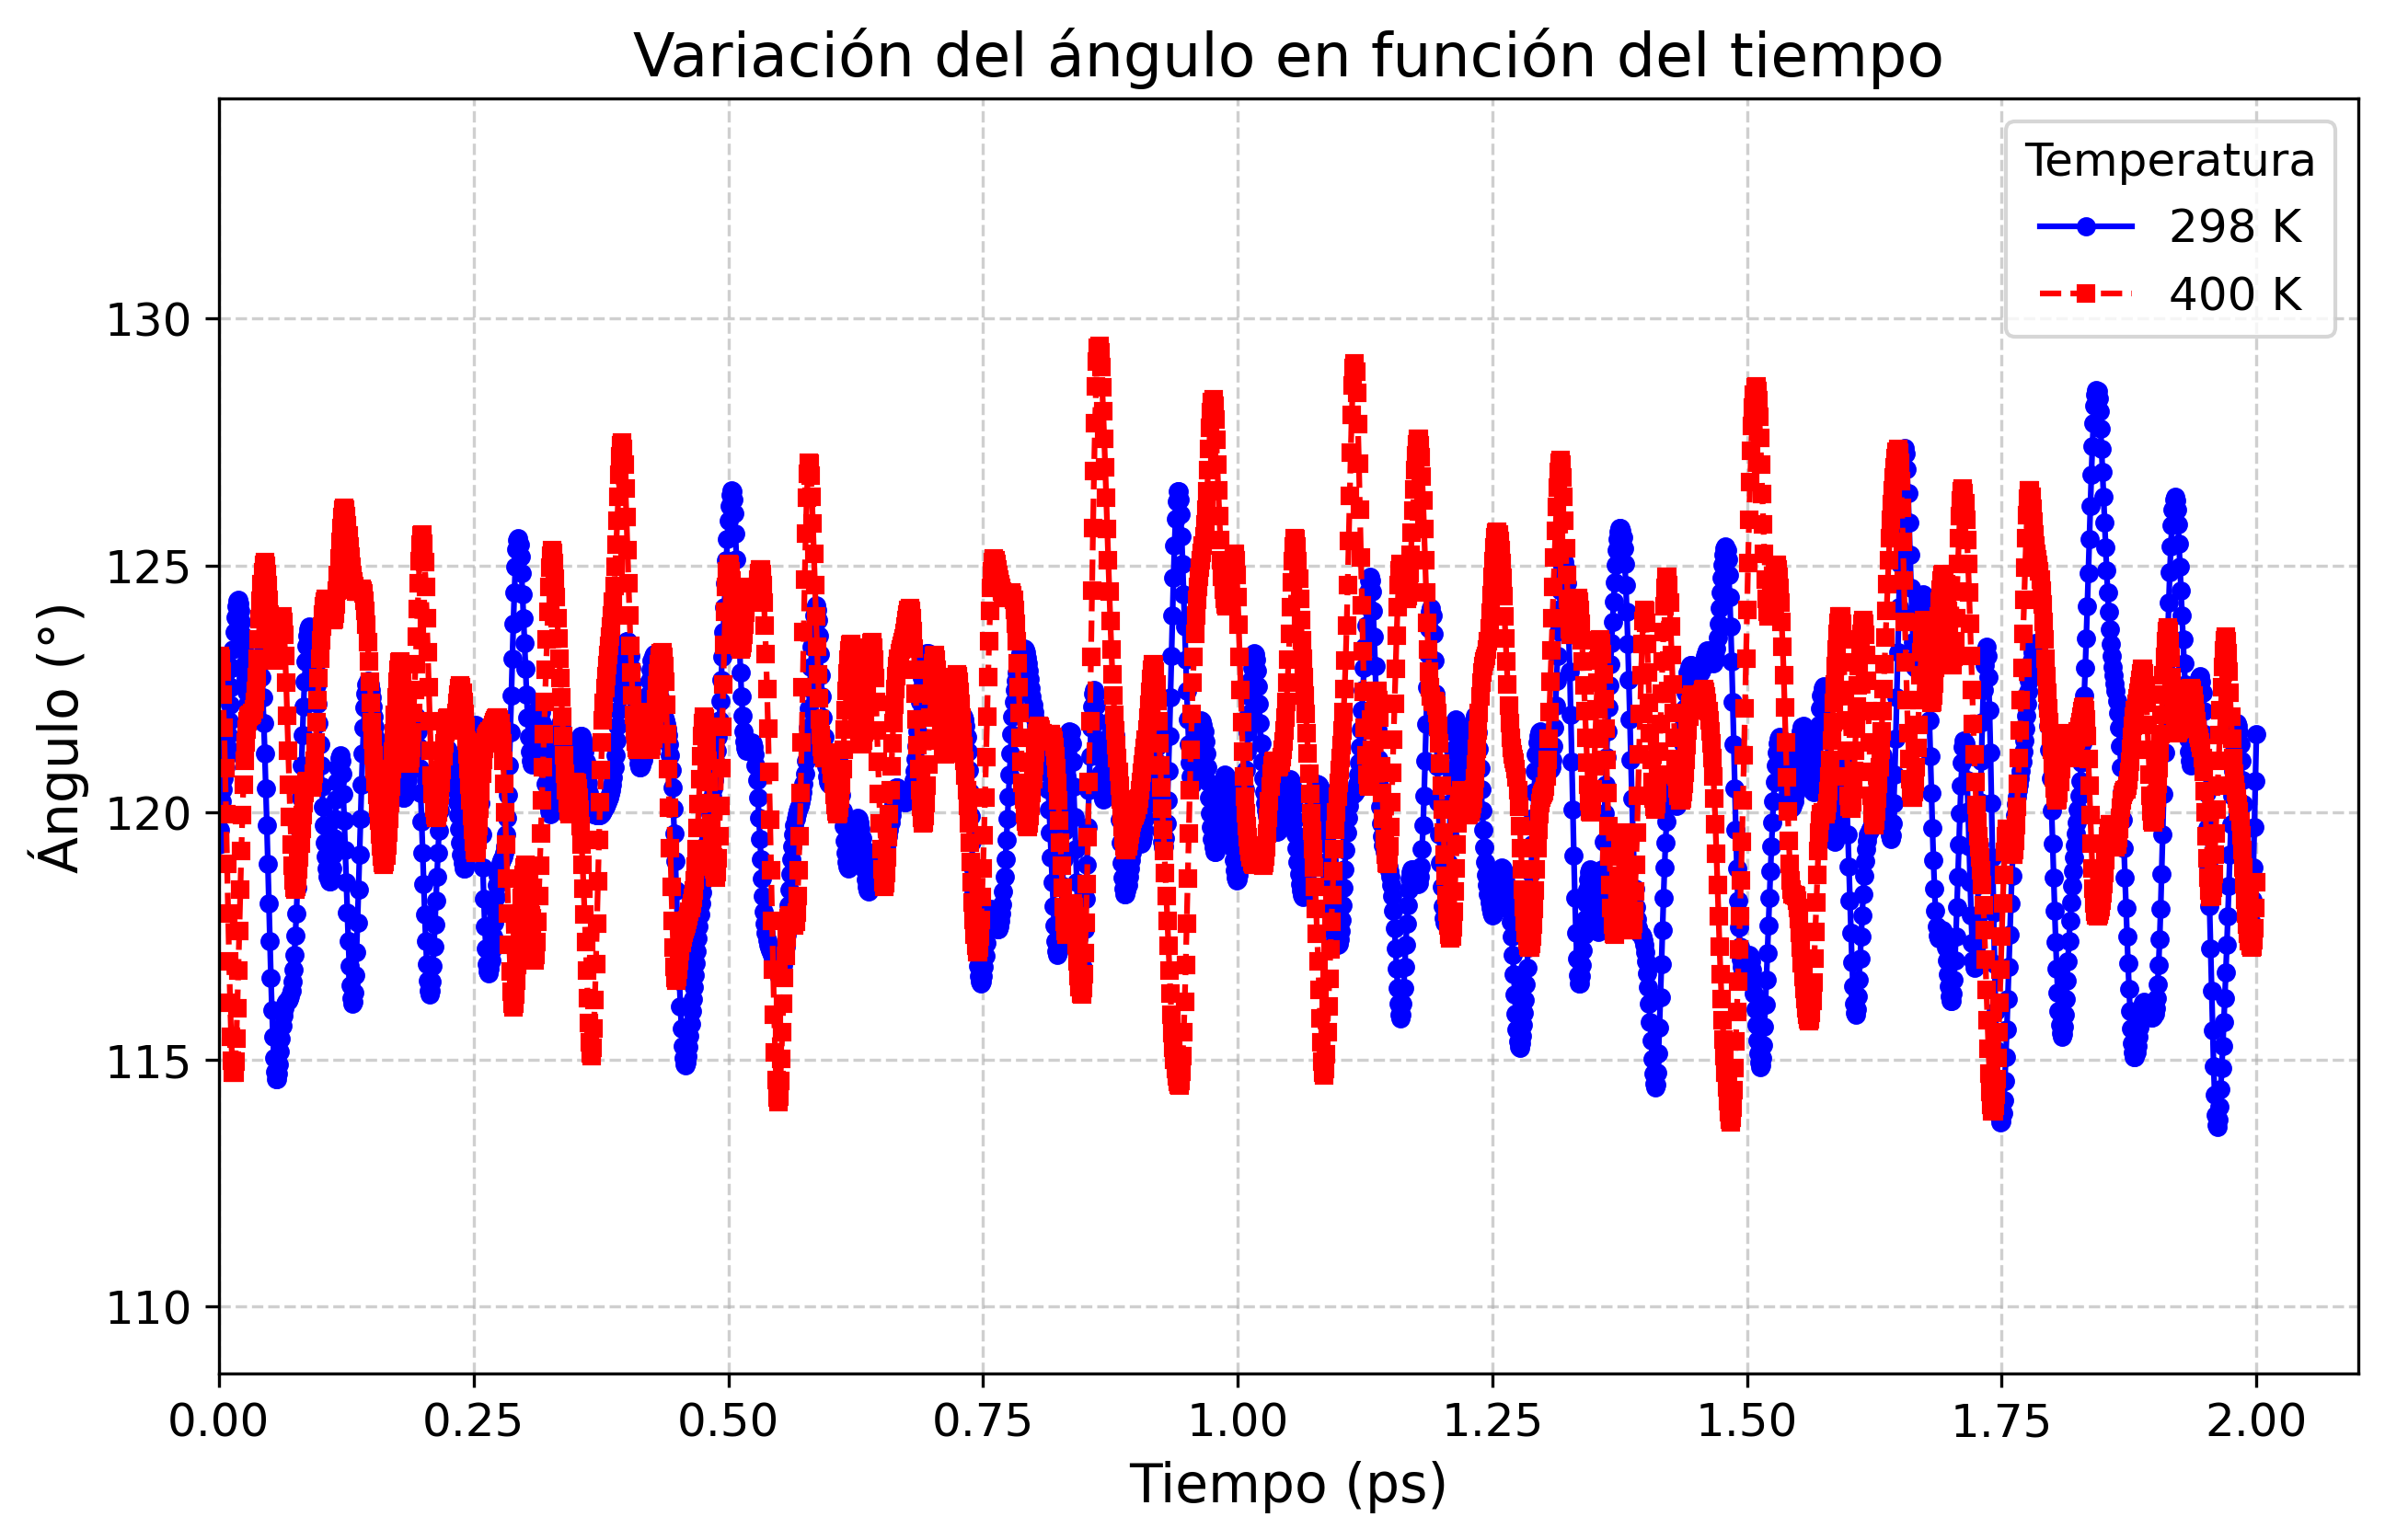 Variación del ángulo en función del tiempo
Temperatura
298 K
400 K
Ángulo (°)
130
125
120
115
110
0.00 0.25 0.50 0.75 1.00 1.25 1.50 1.75 2.00
Tiempo (ps)